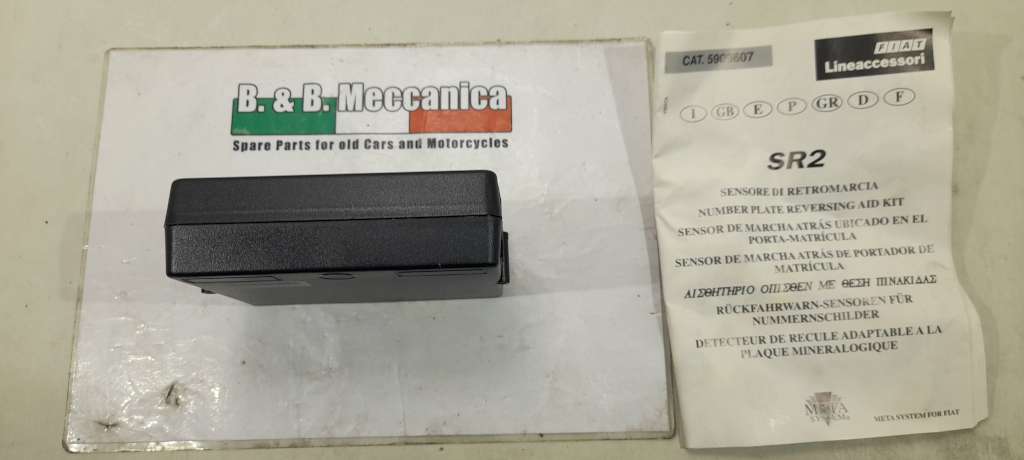 B. & B. Meccanica
Spare Parts for old Cars and Motorcycles
CAT.
FIAT
Lineaccessori
I GB E P GR D F
SR2
SENSORE DI RETROMARCIA
NUMBER PLATE REVERSING AID KIT
SENSOR DE MARCHA ATRÁS UBICADO EN EL
PORTA-MATRÍCULA
SENSOR DE MARCHA ATRÁS DE PORTADOR DE
MATRÍCULA
ΑΙΣΘΗΤΗΡΙΟ ΟΠΙΣΘΕΝ ΜΕ ΘΕΣΗ ΠΙΝΑΚΙΔΑΣ
RÜCKFAHRWARN-SENSOREN FÜR
NUMMERNSCHILDER
DETECTEUR DE RECULE ADAPTABLE A LA
PLAQUE MINERALOGIQUE
META
SYSTEM
META SYSTEM FOR FIAT